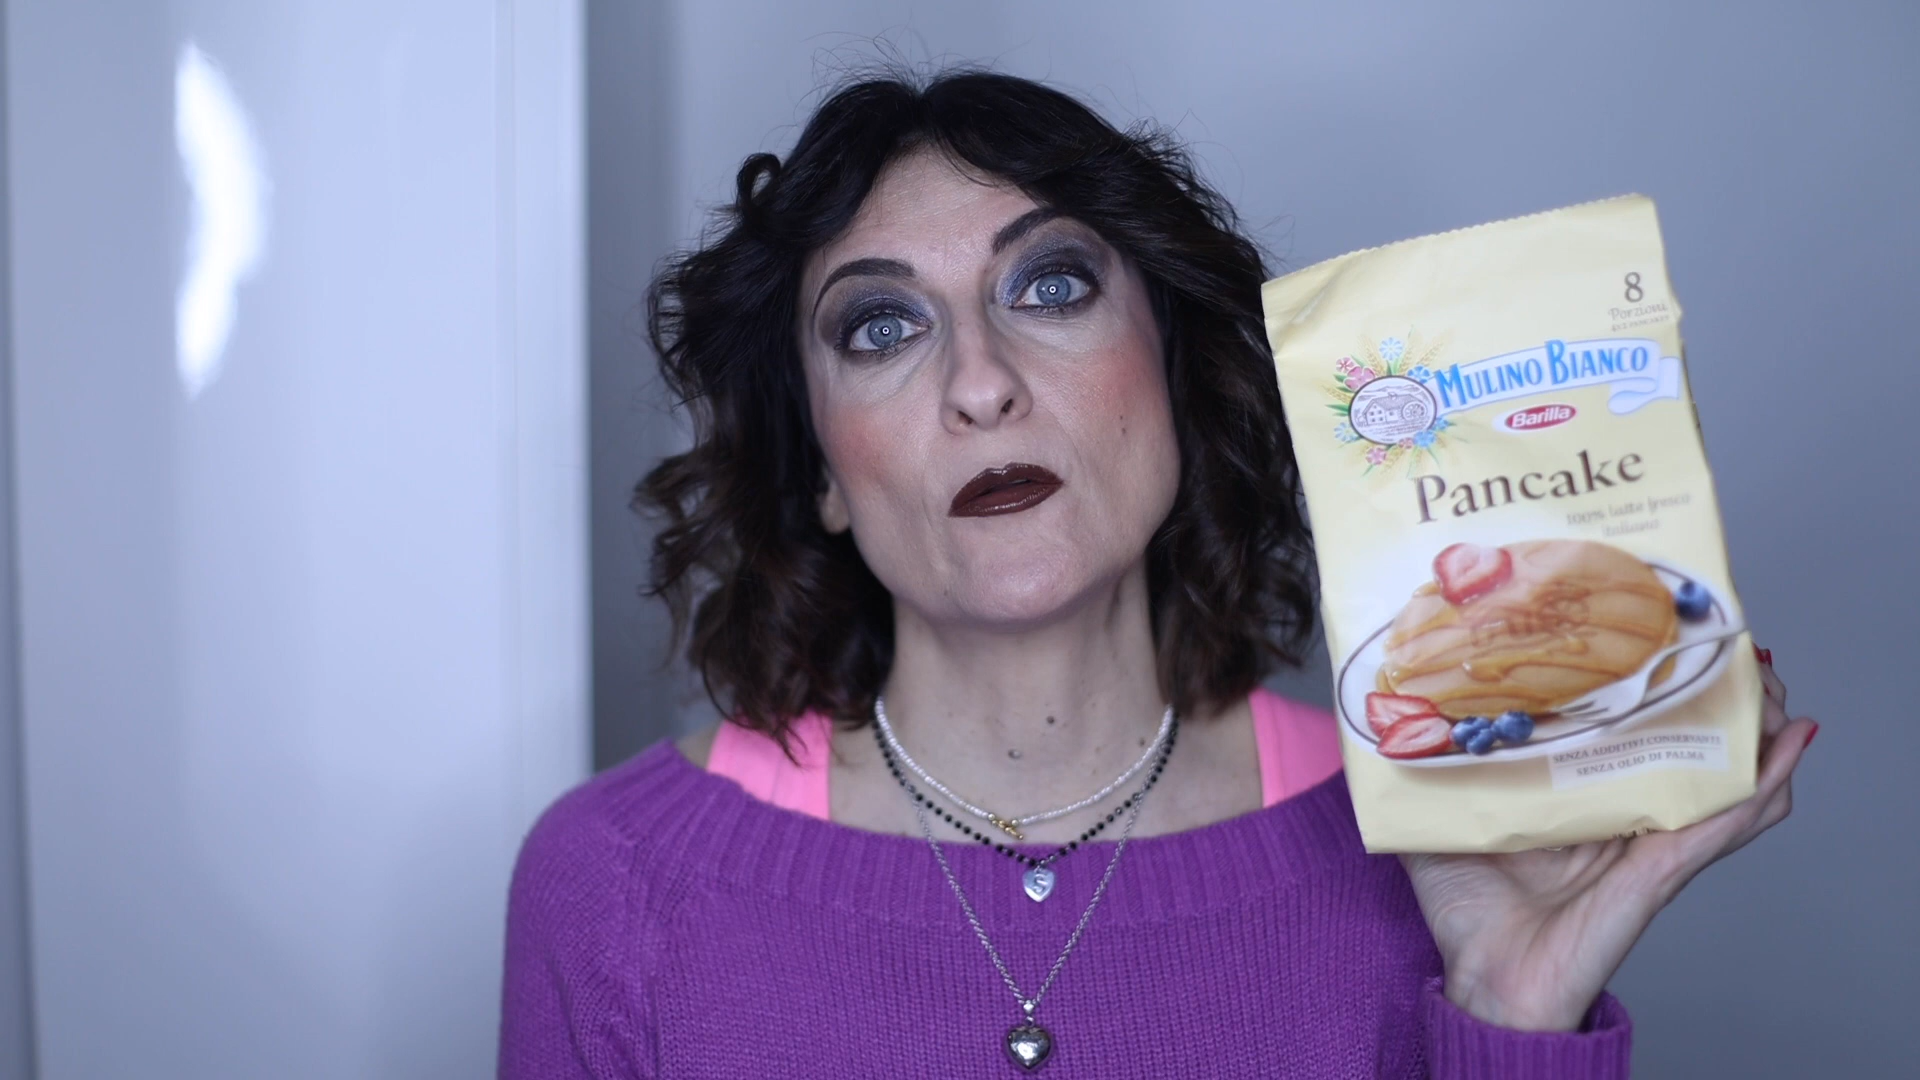 8
Porzioni
MULINO BIANCO
Barilla
Pancake
100% latte fresco
italiano
SENZA ADDITIVI CONSERVANTI
SENZA OLIO DI PALMA
S